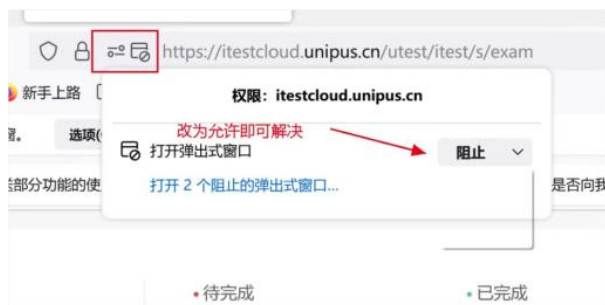 https://itestcloud.unipus.cn/utest/itest/s/exam
新手上路
权限：itestcloud.unipus.cn
选项(
改为允许即可解决
打开弹出式窗口
阻止
些部分功能的使
打开 2 个阻止的弹出式窗口...
是否向我
•待完成
•已完成